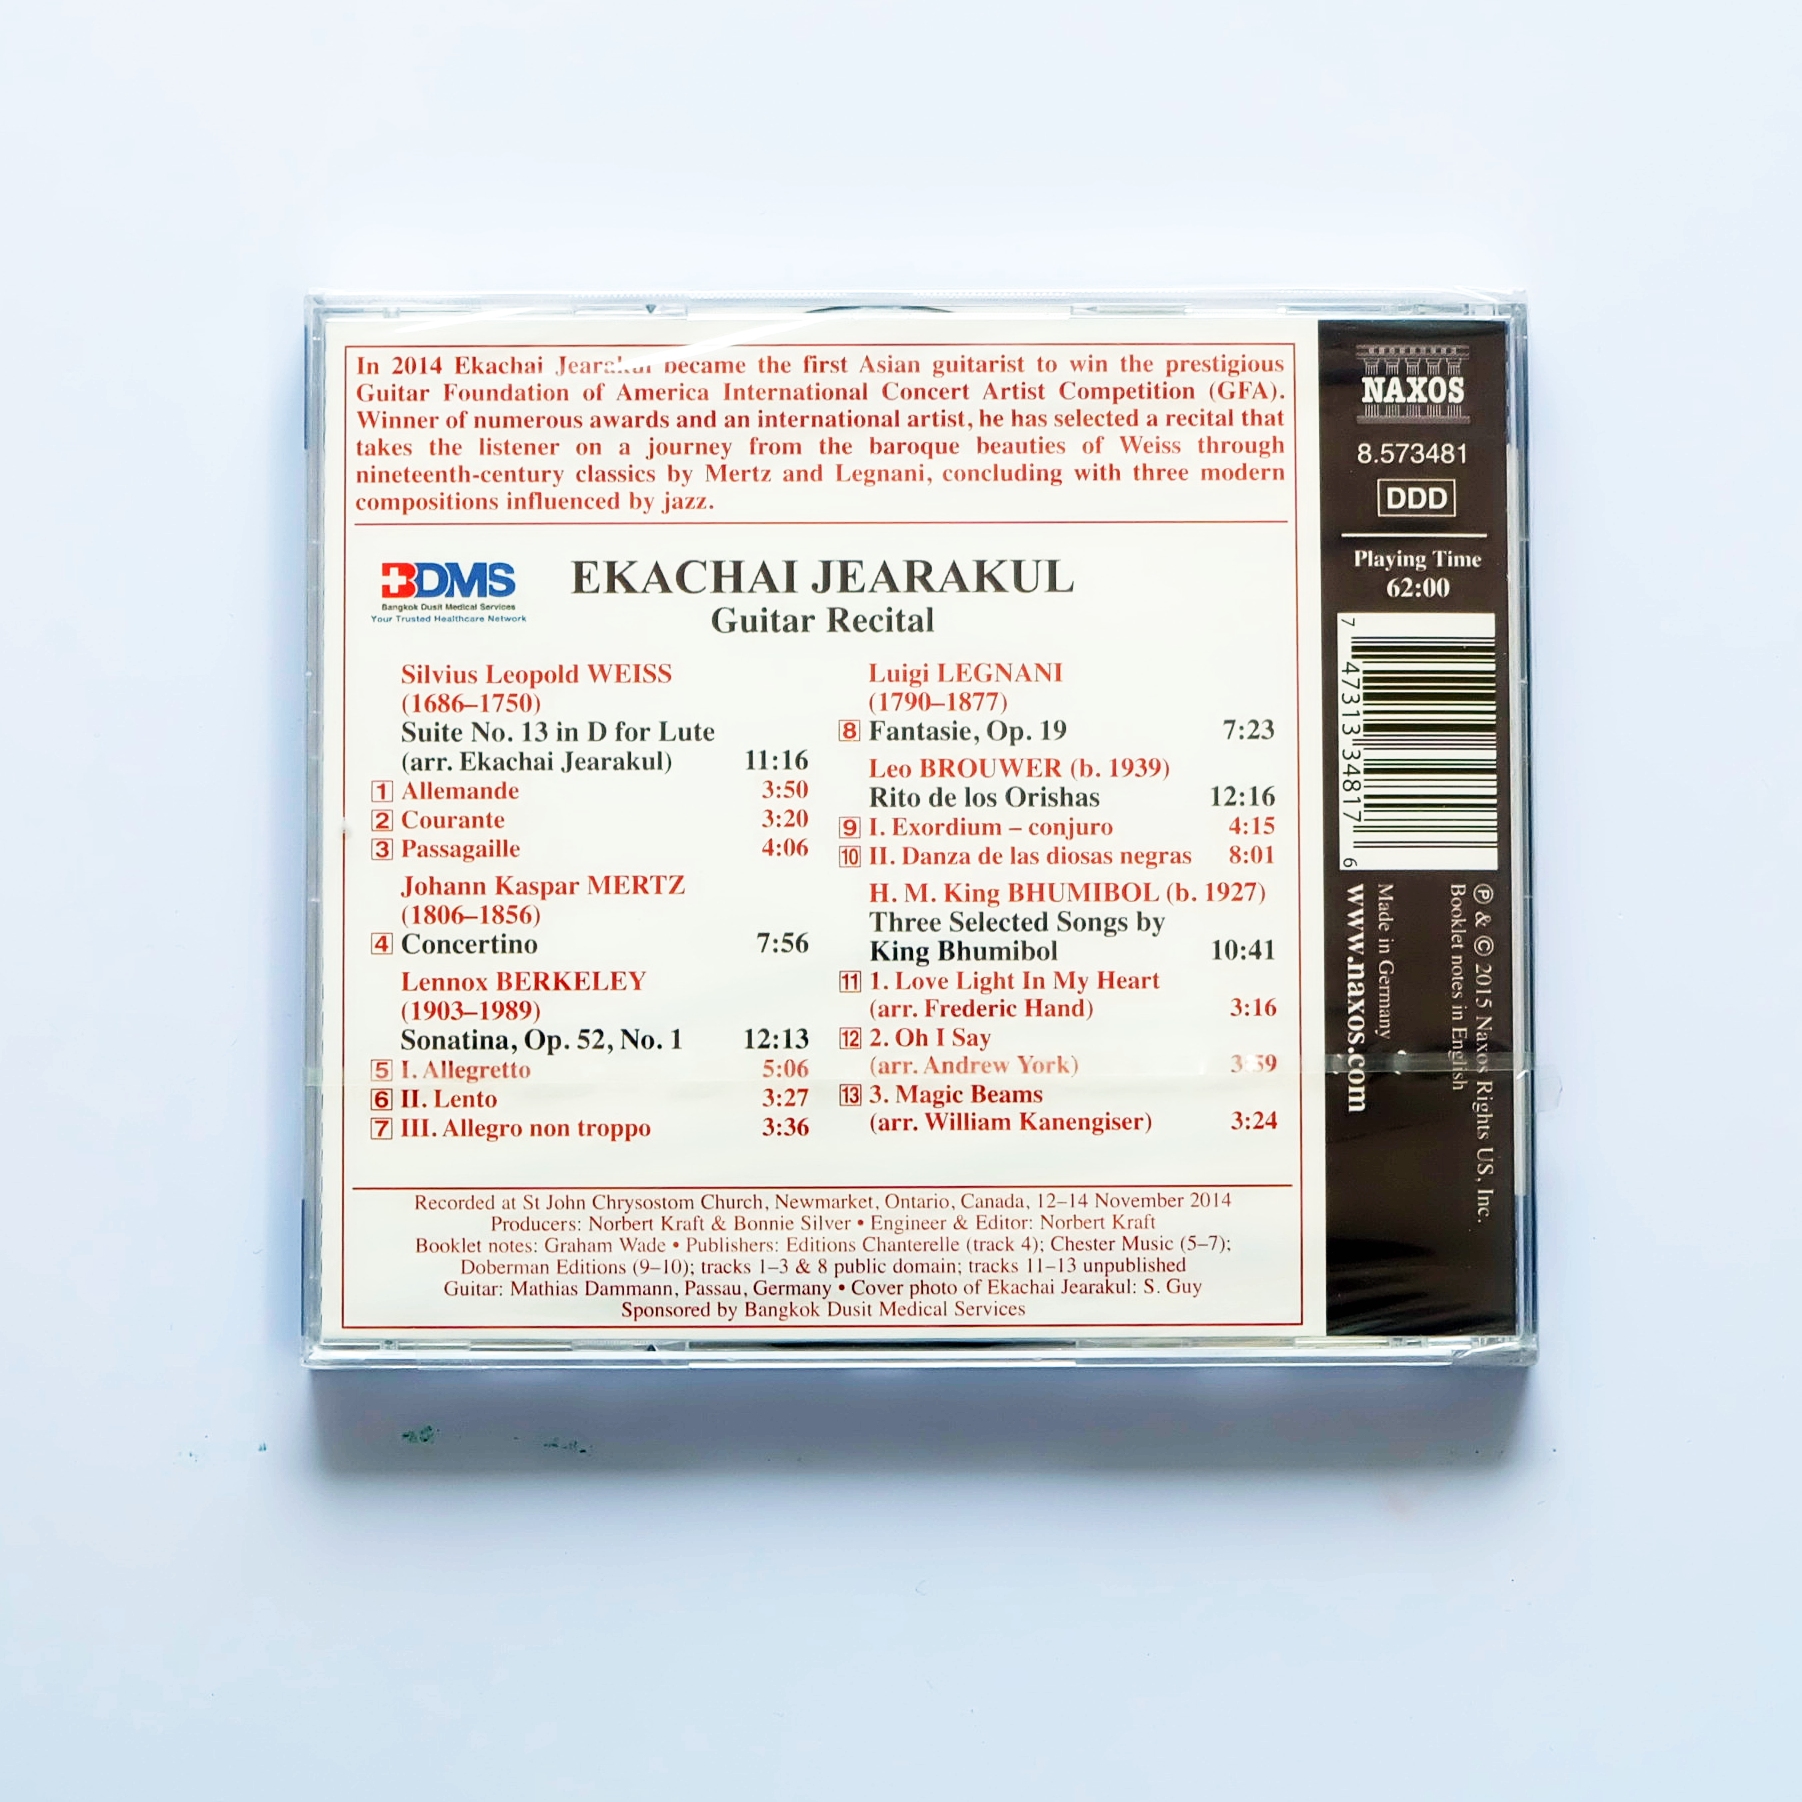 In 2014 Ekachai Jearakul became the first Asian guitarist to win the prestigious
Guitar Foundation of America International Concert Artist Competition (GFA).
Winner of numerous awards and an international artist, he has selected a recital that
takes the listener on a journey from the baroque beauties of Weiss through
nineteenth-century classics by Mertz and Legnani, concluding with three modern
compositions influenced by jazz.
BDMS
Bangkok Dusit Medical Services
Your Trusted Healthcare Network
EKACHAI JEARAKUL
Guitar Recital
Silvius Leopold WEISS
(1686–1750)
Suite No. 13 in D for Lute
(arr. Ekachai Jearakul) 11:16
1 Allemande 3:50
2 Courante 3:20
3 Passagaille 4:06
Johann Kaspar MERTZ
(1806–1856)
4 Concertino 7:56
Lennox BERKELEY
(1903–1989)
Sonatina, Op. 52, No. 1 12:13
5 I. Allegretto 5:06
6 II. Lento 3:27
7 III. Allegro non troppo 3:36
Luigi LEGNANI
(1790–1877)
8 Fantasie, Op. 19 7:23
Leo BROUWER (b. 1939)
Rito de los Orishas 12:16
9 I. Exordium – conjuro 4:15
10 II. Danza de las diosas negras 8:01
H. M. King BHUMIBOL (b. 1927)
Three Selected Songs by
King Bhumibol 10:41
11 1. Love Light In My Heart
(arr. Frederic Hand) 3:16
12 2. Oh I Say
(arr. Andrew York) 3:59
13 3. Magic Beams
(arr. William Kanengiser) 3:24
Recorded at St John Chrysostom Church, Newmarket, Ontario, Canada, 12–14 November 2014
Producers: Norbert Kraft & Bonnie Silver • Engineer & Editor: Norbert Kraft
Booklet notes: Graham Wade • Publishers: Editions Chanterelle (track 4); Chester Music (5–7);
Doberman Editions (9–10); tracks 1–3 & 8 public domain; tracks 11–13 unpublished
Guitar: Mathias Dammann, Passau, Germany • Cover photo of Ekachai Jearakul: S. Guy
Sponsored by Bangkok Dusit Medical Services
NAXOS
8.573481
DDD
Playing Time
62:00
7 47313 34817 6
℗ & © 2015 Naxos Rights US, Inc.
Booklet notes in English
Made in Germany
www.naxos.com